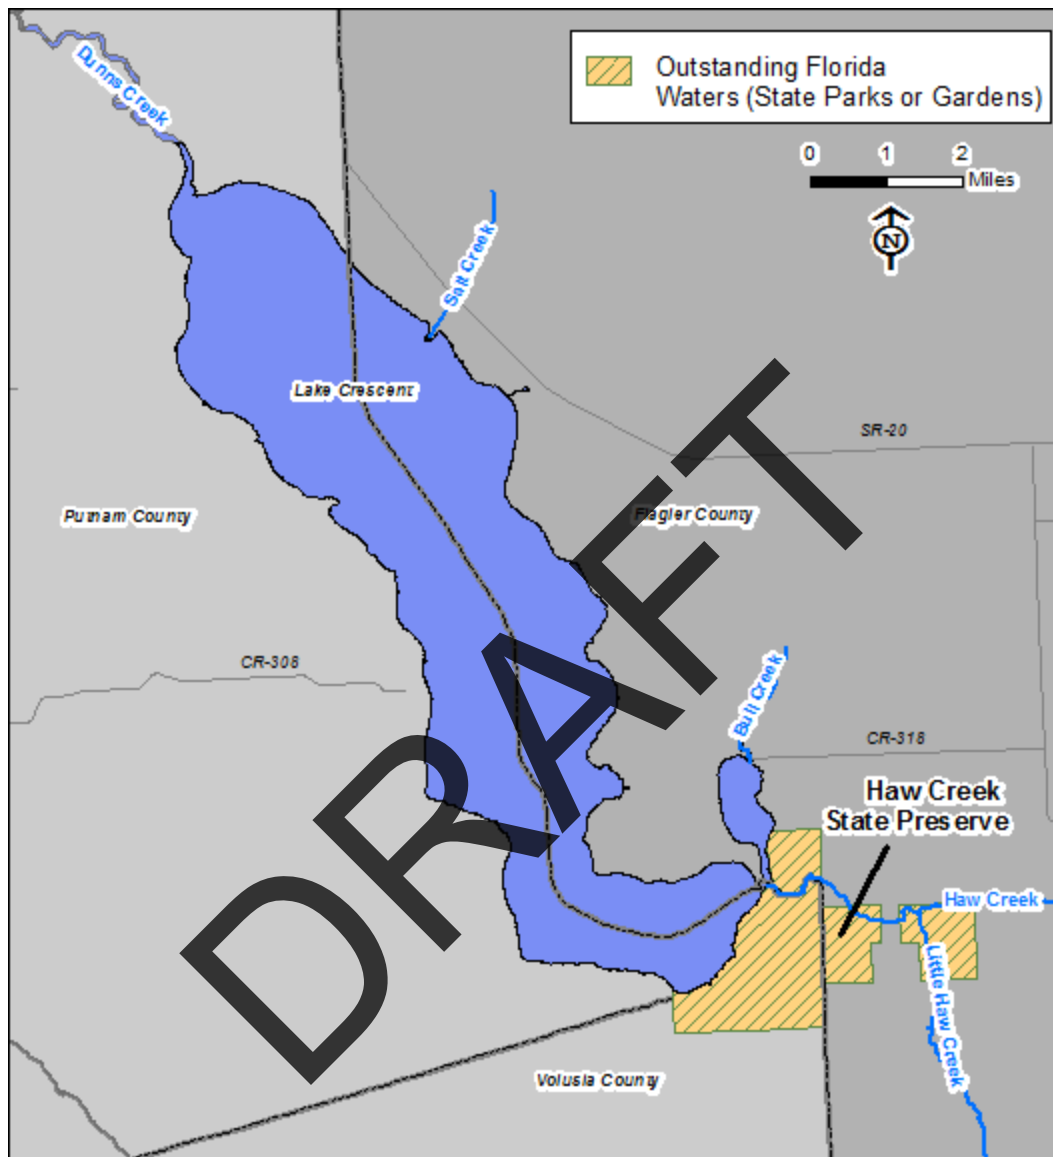 Dunns Creek
Outstanding Florida
Waters (State Parks or Gardens)
0 1 2
Miles
N
Salt Creek
Lake Crescent
SR-20
Putnam County
Flagler County
CR-308
Bull Creek
CR-318
Haw Creek
State Preserve
Haw Creek
Little Haw Creek
Volusia County
DRAFT